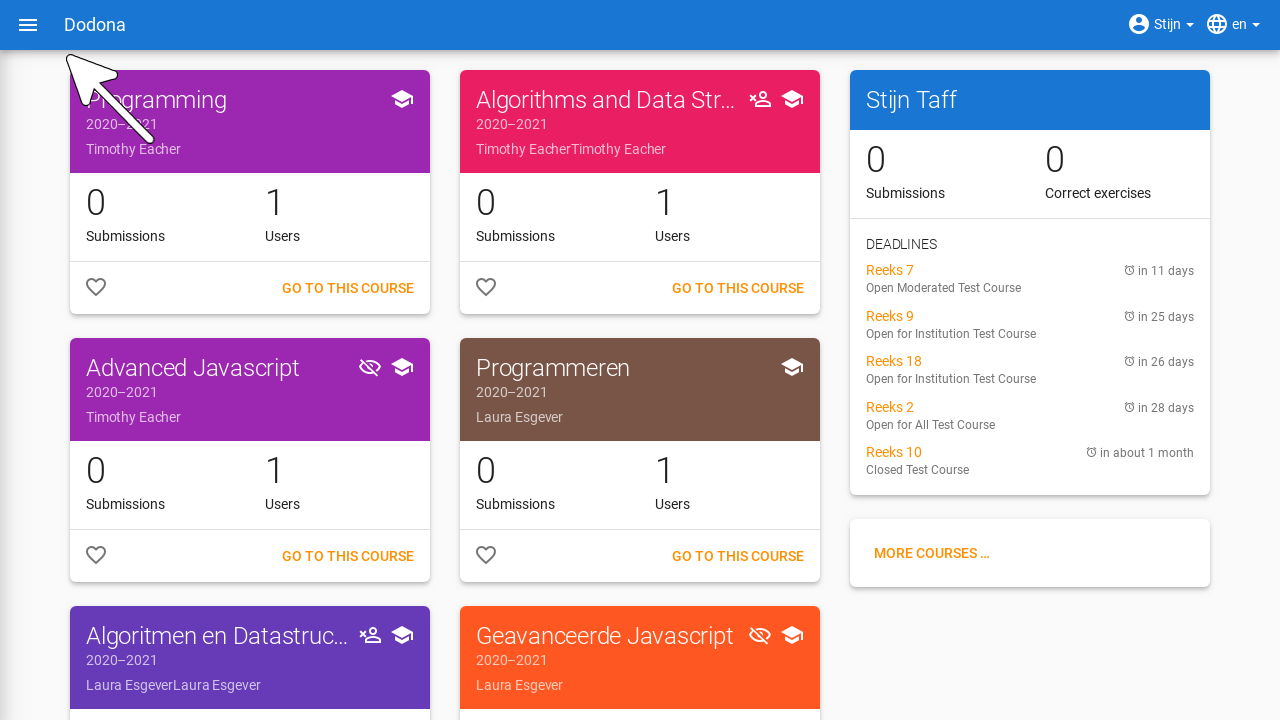 Dodona
Stijn
en
Programming
2020–2021
Timothy Eacher
0
Submissions
1
Users
GO TO THIS COURSE
Algorithms and Data Str...
2020–2021
Timothy EacherTimothy Eacher
0
Submissions
1
Users
GO TO THIS COURSE
Advanced Javascript
2020–2021
Timothy Eacher
0
Submissions
1
Users
GO TO THIS COURSE
Programmeren
2020–2021
Laura Esgever
0
Submissions
1
Users
GO TO THIS COURSE
Algoritmen en Datastruc...
2020–2021
Laura EsgeverLaura Esgever
Geavanceerde Javascript
2020–2021
Laura Esgever
Stijn Taff
0
Submissions
0
Correct exercises
DEADLINES
Reeks 7
in 11 days
Open Moderated Test Course
Reeks 9
in 25 days
Open for Institution Test Course
Reeks 18
in 26 days
Open for Institution Test Course
Reeks 2
in 28 days
Open for All Test Course
Reeks 10
in about 1 month
Closed Test Course
MORE COURSES ...